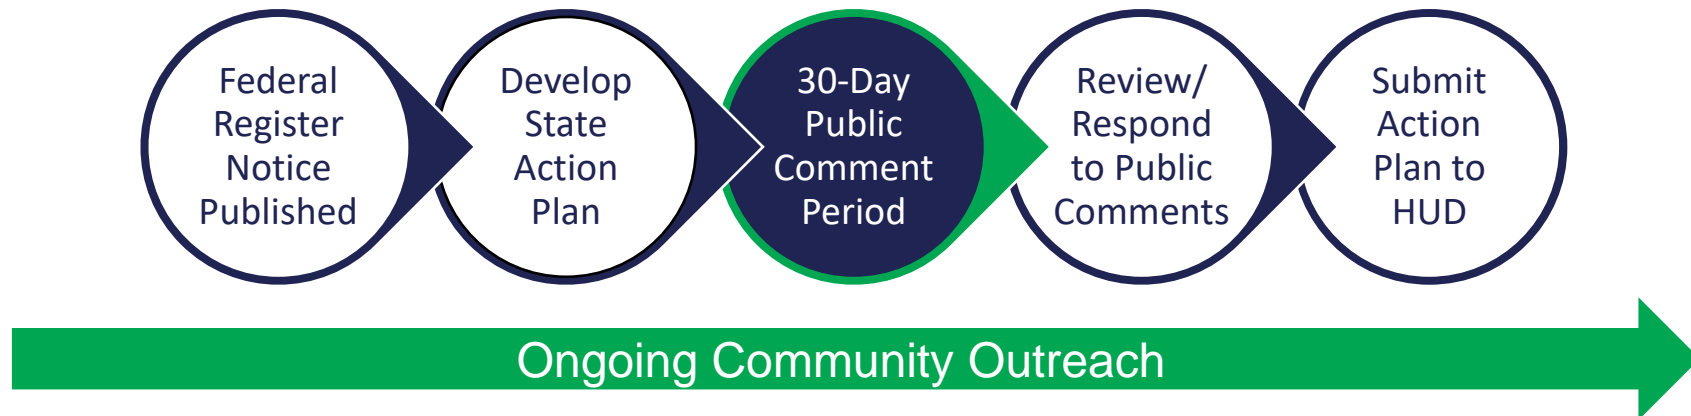 Federal
Register
Notice
Published
Develop
State
Action
Plan
30-Day
Public
Comment
Period
Review/
Respond
to Public
Comments
Submit
Action
Plan to
HUD
Ongoing Community Outreach